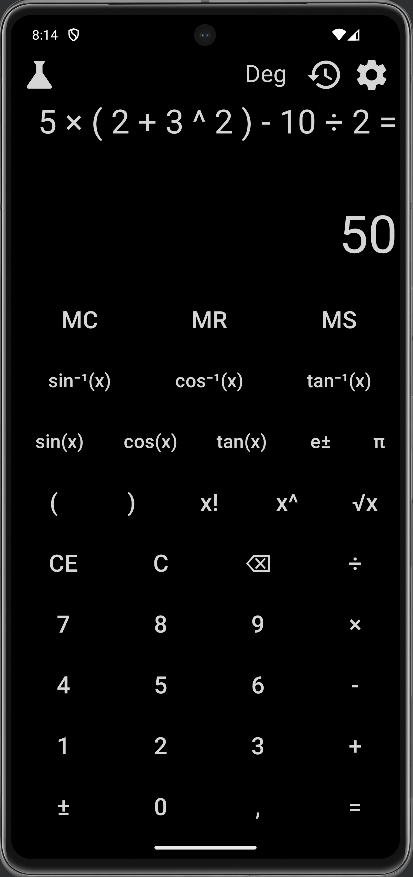 8:14
Deg
5 × ( 2 + 3 ^ 2 ) - 10 ÷ 2 =
50
MC MR MS
sin⁻¹(x) cos⁻¹(x) tan⁻¹(x)
sin(x) cos(x) tan(x) e± π
( ) x! x^ √x
CE C ÷
7 8 9 ×
4 5 6 -
1 2 3 +
± 0 , =